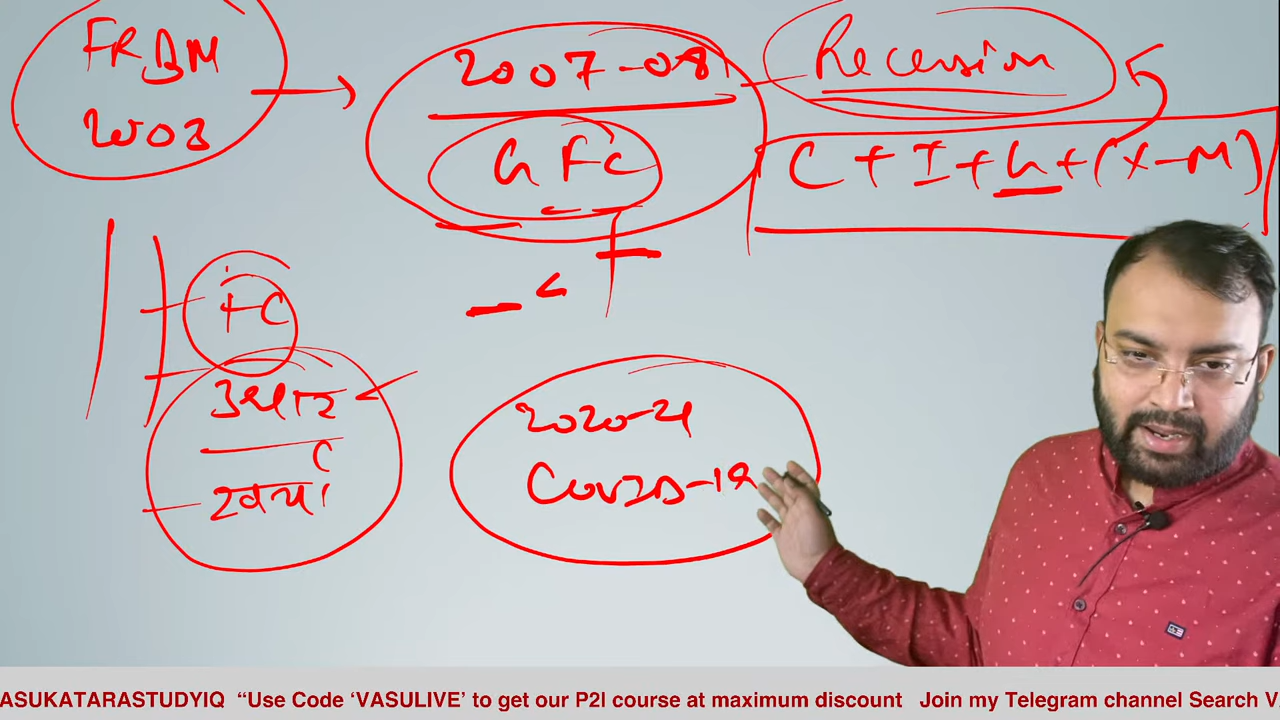 FRBM
2003
2007-08
GFC
Recession
C + I + G + (X-M)
FC
उधार
खर्चा
2020-21
COVID-19
ASUKATARASTUDYIQ “Use Code ‘VASULIVE’ to get our P2I course at maximum discount Join my Telegram channel Search V